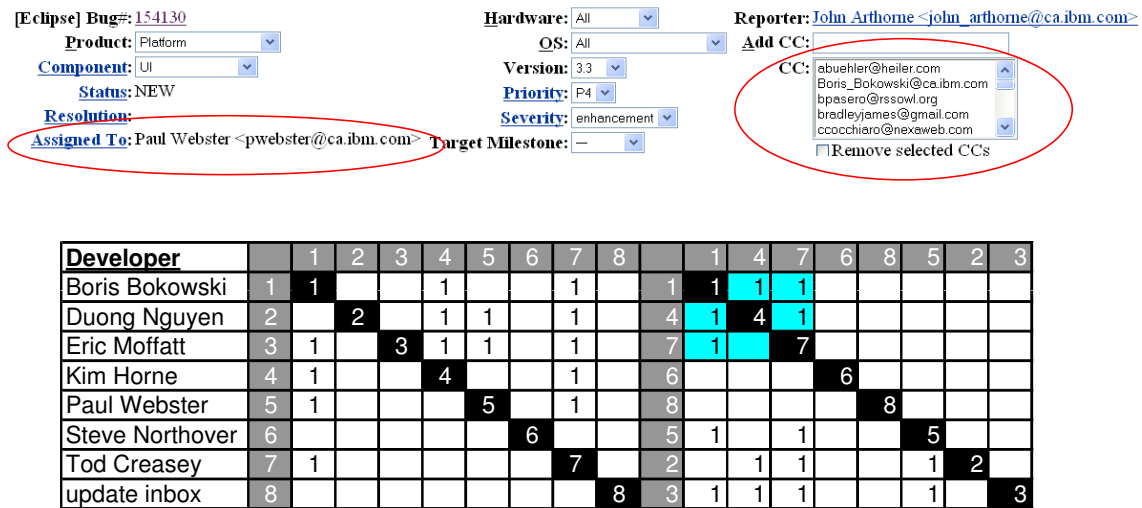 [Eclipse] Bug#: 154130 Hardware: All Reporter: John Arthorne <john_arthorne@ca.ibm.com>
Product: Platform OS: All Add CC:
Component: UI Version: 3.3 CC: abuehler@heiler.com
Status: NEW Priority: P4 Boris_Bokowski@ca.ibm.com
Resolution: Severity: enhancement bpasero@rssowl.org
Assigned To: Paul Webster <pwebster@ca.ibm.com> Target Milestone: — bradleyjames@gmail.com
ccocchiaro@nexaweb.com
Remove selected CCs
Developer 1 2 3 4 5 6 7 8 1 4 7 6 8 5 2 3
Boris Bokowski 1 1 1 1 1 1 1 1
Duong Nguyen 2 2 1 1 1 4 1 4 1
Eric Moffatt 3 1 3 1 1 1 7 1 7
Kim Horne 4 1 4 1 6 6
Paul Webster 5 1 5 1 8 8
Steve Northover 6 6 5 1 1 5
Tod Creasey 7 1 7 2 1 1 1 2
update inbox 8 8 3 1 1 1 1 3